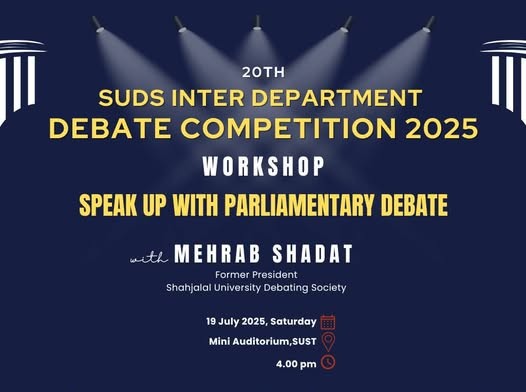 20TH
SUDS INTER DEPARTMENT
DEBATE COMPETITION 2025
WORKSHOP
SPEAK UP WITH PARLIAMENTARY DEBATE
with MEHRAB SHADAT
Former President
Shahjalal University Debating Society
19 July 2025, Saturday
Mini Auditorium,SUST
4.00 pm